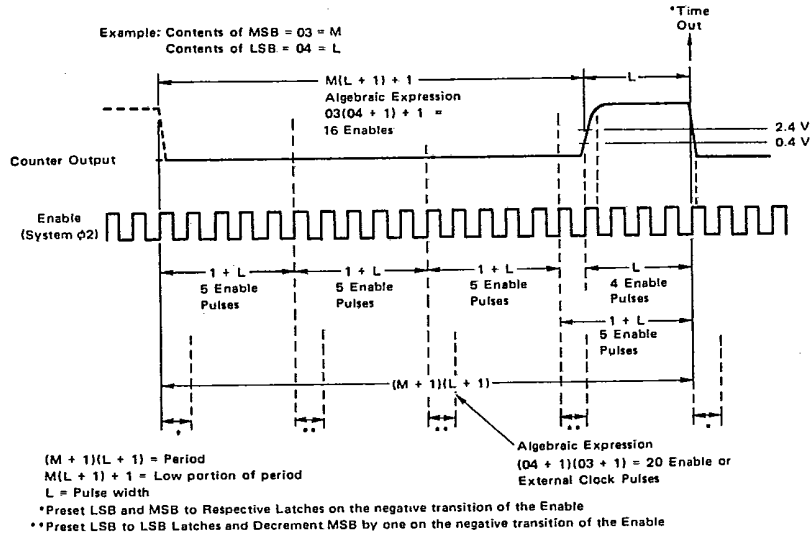 *Time
Out
Example: Contents of MSB = 03 = M
Contents of LSB = 04 = L
M(L + 1) + 1
L
Algebraic Expression
03(04 + 1) + 1 =
16 Enables
2.4 V
0.4 V
Counter Output
Enable
(System ϕ2)
1 + L
5 Enable
Pulses
1 + L
5 Enable
Pulses
1 + L
5 Enable
Pulses
L
4 Enable
Pulses
1 + L
5 Enable
Pulses
(M + 1)(L + 1)
* ** ** ** *
Algebraic Expression
(04 + 1)(03 + 1) = 20 Enable or
External Clock Pulses
(M + 1)(L + 1) = Period
M(L + 1) + 1 = Low portion of period
L = Pulse width
*Preset LSB and MSB to Respective Latches on the negative transition of the Enable
**Preset LSB to LSB Latches and Decrement MSB by one on the negative transition of the Enable